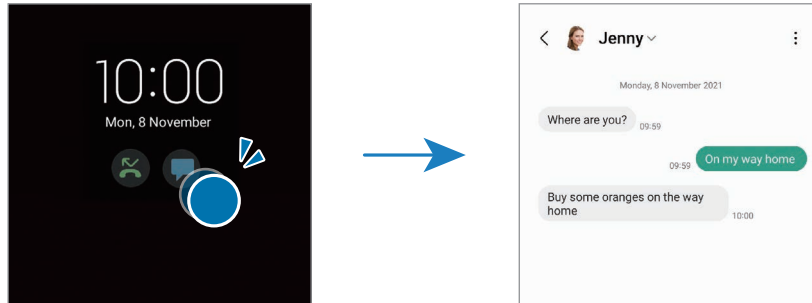 10:00
Mon, 8 November
Jenny
Monday, 8 November 2021
Where are you?
09:59
09:59
On my way home
Buy some oranges on the way
home
10:00